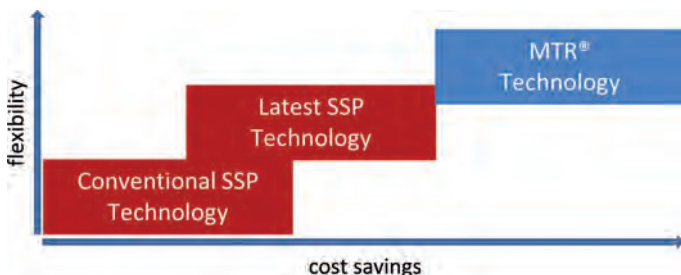 MTR®
Technology
Latest SSP
Technology
Conventional SSP
Technology
flexibility
cost savings